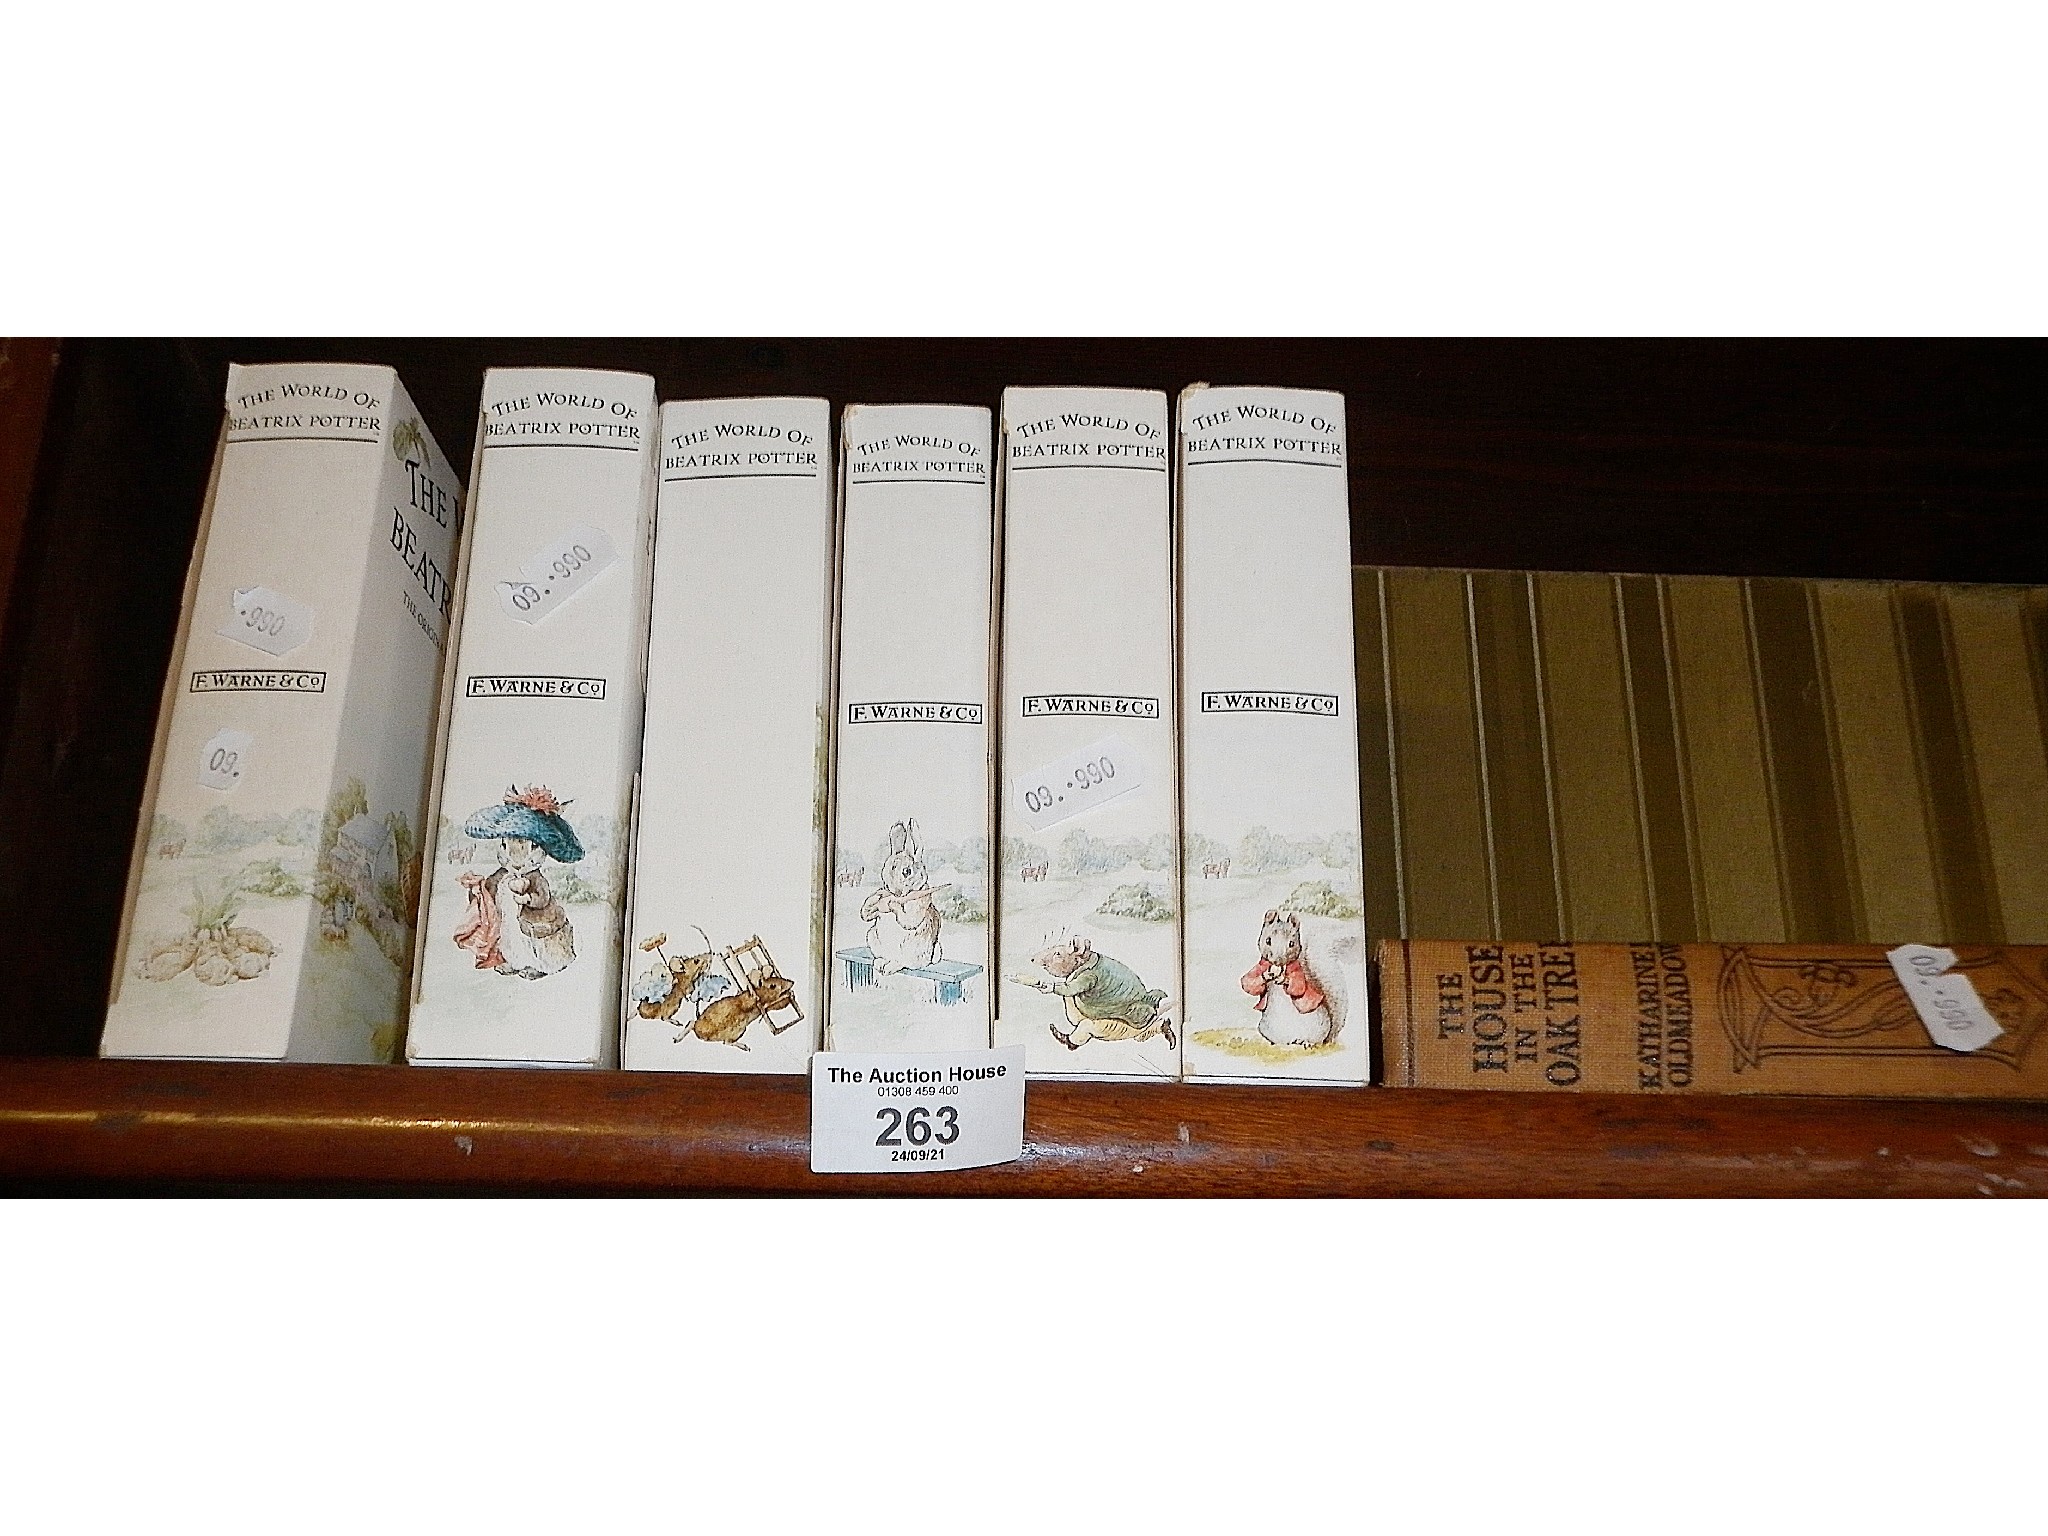 THE WORLD OF
BEATRIX POTTER
.990
F. WARNE & CO
09.
THE
BEATR
THE WORLD OF
BEATRIX POTTER
09. .990
F. WARNE & CO
THE WORLD OF
BEATRIX POTTER
THE WORLD OF
BEATRIX POTTER
F. WARNE & CO
THE WORLD OF
BEATRIX POTTER
F. WARNE & CO
09. .990
THE WORLD OF
BEATRIX POTTER
F. WARNE & CO
THE
HOUSE
IN THE
OAK TREE
KATHARINE
OLDMEADOW
09. .990
The Auction House
01308 459 400
263
24/09/21